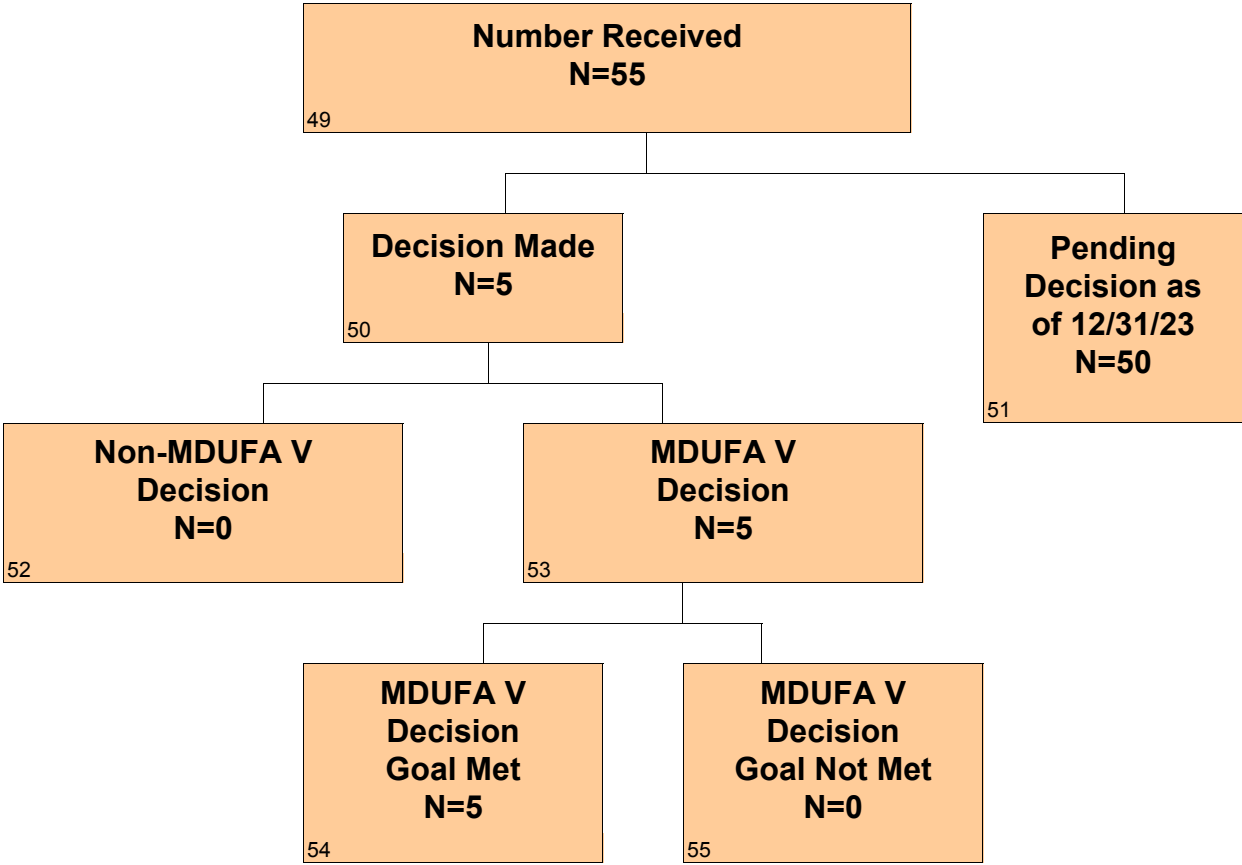 Number Received
N=55
49
Decision Made
N=5
50
Pending
Decision as
of 12/31/23
N=50
51
Non-MDUFA V
Decision
N=0
52
MDUFA V
Decision
N=5
53
MDUFA V
Decision
Goal Met
N=5
54
MDUFA V
Decision
Goal Not Met
N=0
55